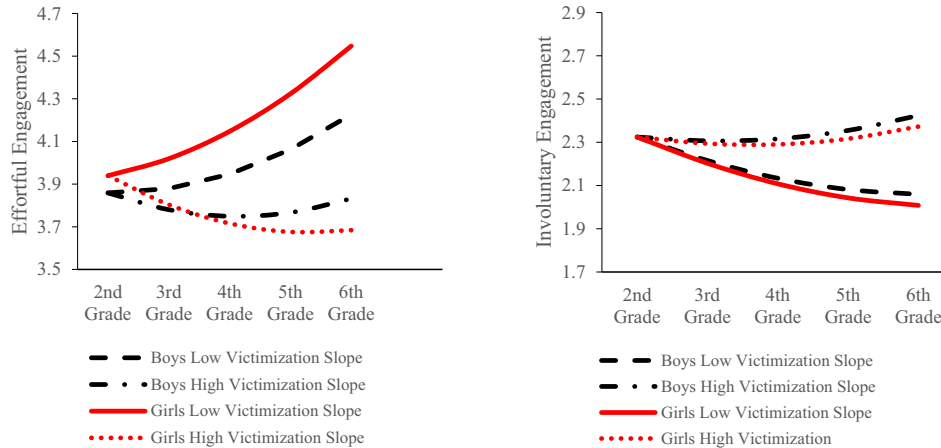 4.7
4.5
4.3
4.1
3.9
3.7
3.5
Effortful Engagement
2nd Grade
3rd Grade
4th Grade
5th Grade
6th Grade
Boys Low Victimization Slope
Boys High Victimization Slope
Girls Low Victimization Slope
Girls High Victimization Slope
2.9
2.7
2.5
2.3
2.1
1.9
1.7
Involuntary Engagement
2nd Grade
3rd Grade
4th Grade
5th Grade
6th Grade
Boys Low Victimization Slope
Boys High Victimization Slope
Girls Low Victimization Slope
Girls High Victimization